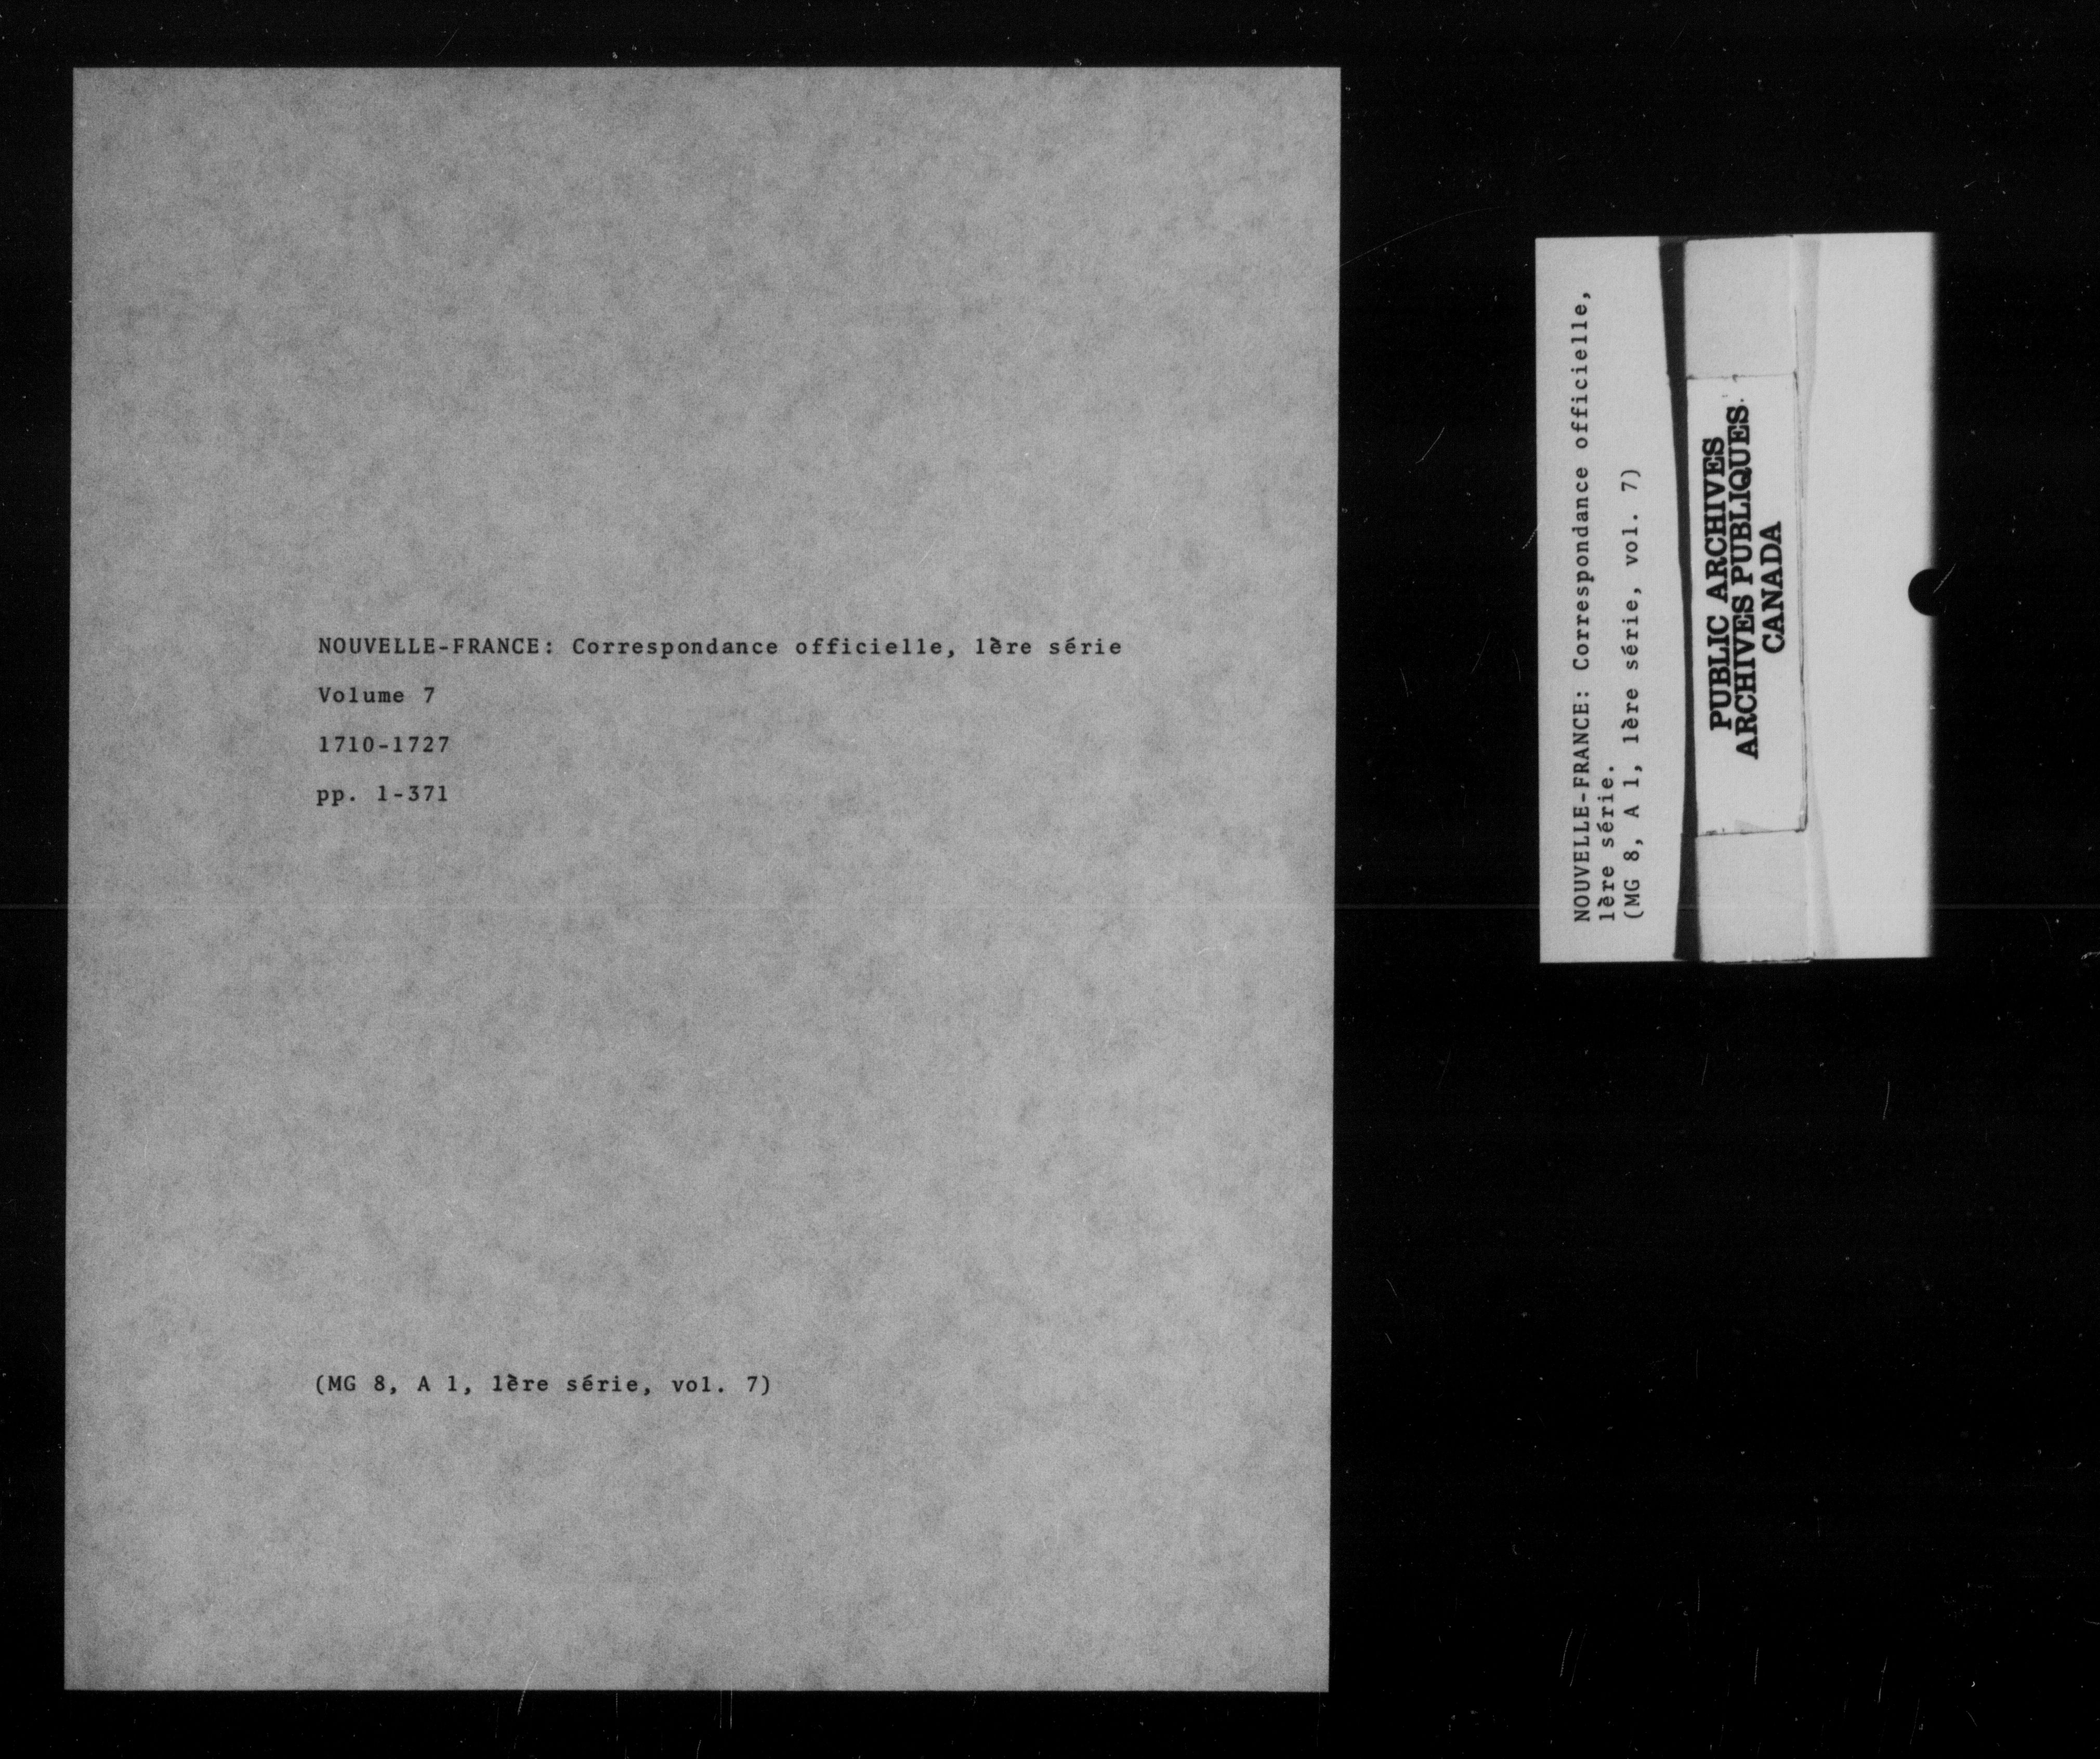 NOUVELLE-FRANCE: Correspondance officielle, 1ère série
Volume 7
1710-1727
pp. 1-371
(MG 8, A 1, 1ère série, vol. 7)
NOUVELLE-FRANCE: Correspondance officielle,
1ère série.
(MG 8, A 1, 1ère série, vol. 7)
PUBLIC ARCHIVES
ARCHIVES PUBLIQUES
CANADA